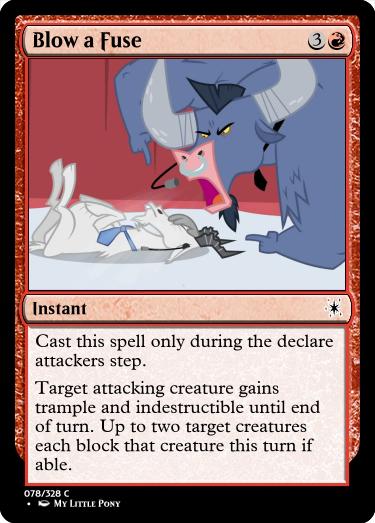 Blow a Fuse 3
Instant
Cast this spell only during the declare
attackers step.
Target attacking creature gains
trample and indestructible until end
of turn. Up to two target creatures
each block that creature this turn if
able.
078/328 C
• My Little Pony